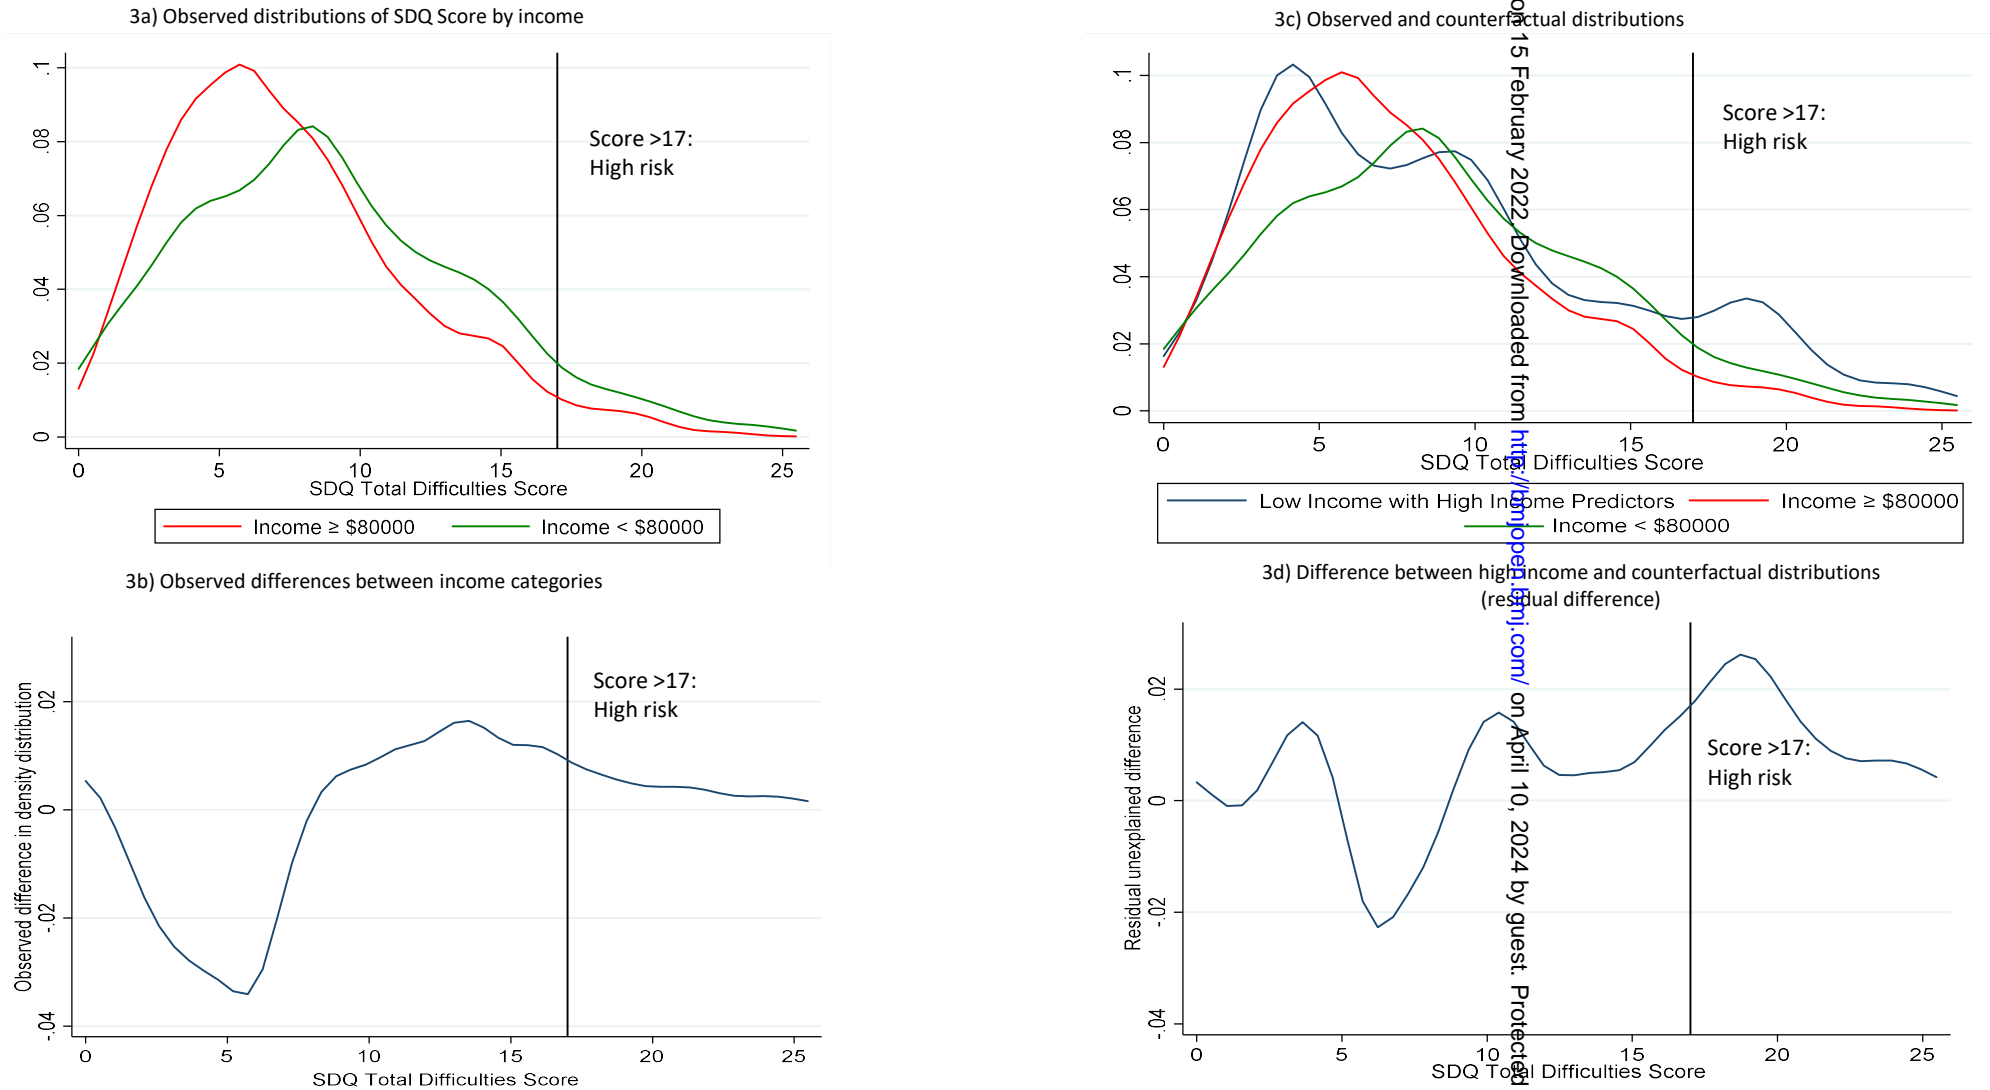 3a) Observed distributions of SDQ Score by income
.1
.08
.06
.04
.02
0
Score >17:
High risk
0 5 10 15 20 25
SDQ Total Difficulties Score
Income ≥ $80000 Income < $80000
3b) Observed differences between income categories
Observed difference in density distribution
.02
0
-.02
-.04
Score >17:
High risk
0 5 10 15 20 25
SDQ Total Difficulties Score
3c) Observed and counterfactual distributions
.1
.08
.06
.04
.02
0
Score >17:
High risk
0 5 10 15 20 25
SDQ Total Difficulties Score
Low Income with High Income Predictors Income ≥ $80000
Income < $80000
3d) Difference between high income and counterfactual distributions
(residual difference)
Residual unexplained difference
.02
0
-.02
-.04
Score >17:
High risk
0 5 10 15 20 25
SDQ Total Difficulties Score
on 15 February 2022. Downloaded from http://bmjopen.bmj.com/ on April 10, 2024 by guest. Protected